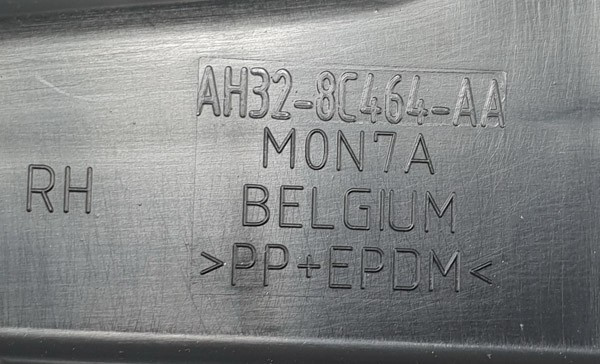 AH32-8C464-AA
MON7A
RH
BELGIUM
>PP+EPDM<